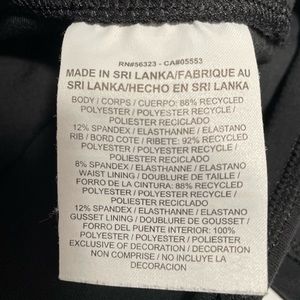 RN#56323 - CA#05553
MADE IN SRI LANKA/FABRIQUE AU
SRI LANKA/HECHO EN SRI LANKA
BODY / CORPS / CUERPO: 88% RECYCLED
POLYESTER / POLYESTER RECYCLE /
POLIESTER RECICLADO
12% SPANDEX / ELASTHANNE / ELASTANO
RIB / BORD COTE / RIBETE: 92% RECYCLED
POLYESTER / POLYESTER RECYCLE /
POLIESTER RECICLADO
8% SPANDEX / ELASTHANNE / ELASTANO
WAIST LINING / DOUBLURE DE TAILLE /
FORRO DE LA CINTURA: 88% RECYCLED
POLYESTER / POLYESTER RECYCLE /
POLIESTER RECICLADO
12% SPANDEX / ELASTHANNE / ELASTANO
GUSSET LINING / DOUBLURE DE GOUSSET /
FORRO DEL PUENTE INTERIOR: 100%
POLYESTER / POLYESTER / POLIESTER
EXCLUSIVE OF DECORATION / DECORATION
NON COMPRISE / NO INCLUYE LA
DECORACION